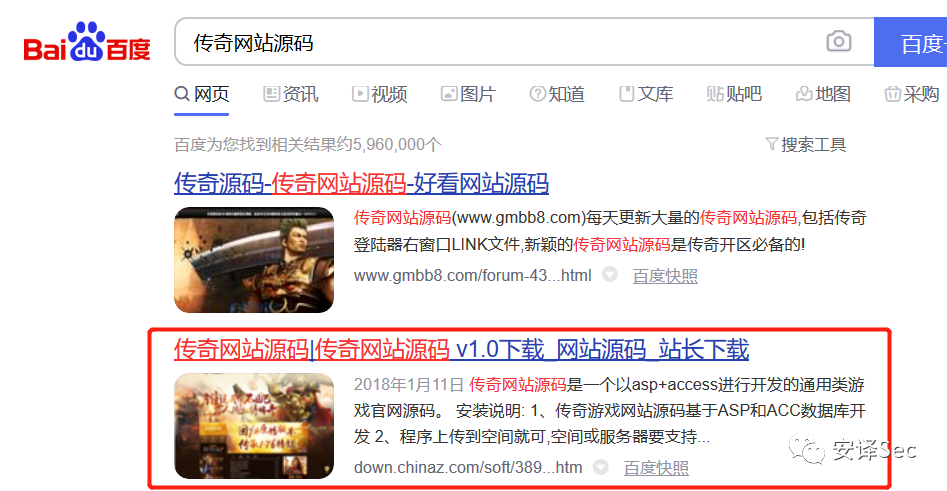 Bai du 百度
传奇网站源码
百度
网页 资讯 视频 图片 知道 文库 贴吧 地图 采购
百度为您找到相关结果约5,960,000个
搜索工具
传奇源码-传奇网站源码-好看网站源码
传奇网站源码(www.gmbb8.com)每天更新大量的传奇网站源码,包括传奇
登陆器右窗口LINK文件,新颖的传奇网站源码是传奇开区必备的!
www.gmbb8.com/forum-43...html 百度快照
传奇网站源码|传奇网站源码 v1.0下载_网站源码_站长下载
2018年1月11日 传奇网站源码是一个以asp+access进行开发的通用类游
戏官网源码。 安装说明: 1、传奇游戏网站源码基于ASP和ACC数据库开
发 2、程序上传到空间就可,空间或服务器要支持...
down.chinaz.com/soft/389...htm 百度快照
安译Sec